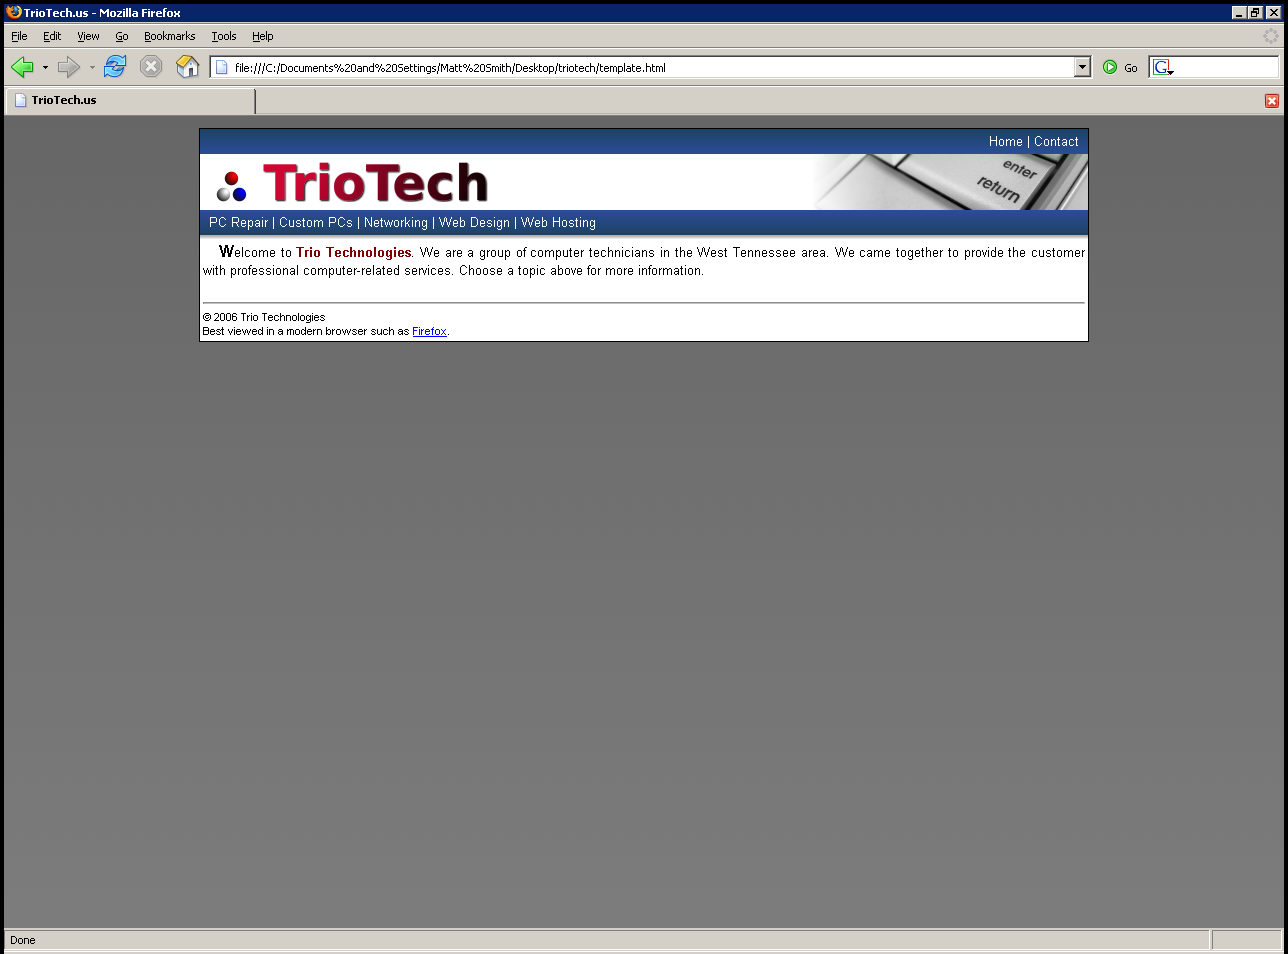 TrioTech.us - Mozilla Firefox
File Edit View Go Bookmarks Tools Help
file:///C:/Documents%20and%20Settings/Matt%20Smith/Desktop/triotech/template.html
Go
G
TrioTech.us
Home | Contact
TrioTech
enter
return
PC Repair | Custom PCs | Networking | Web Design | Web Hosting
Welcome to Trio Technologies. We are a group of computer technicians in the West Tennessee area. We came together to provide the customer
with professional computer-related services. Choose a topic above for more information.
© 2006 Trio Technologies
Best viewed in a modern browser such as Firefox.
Done